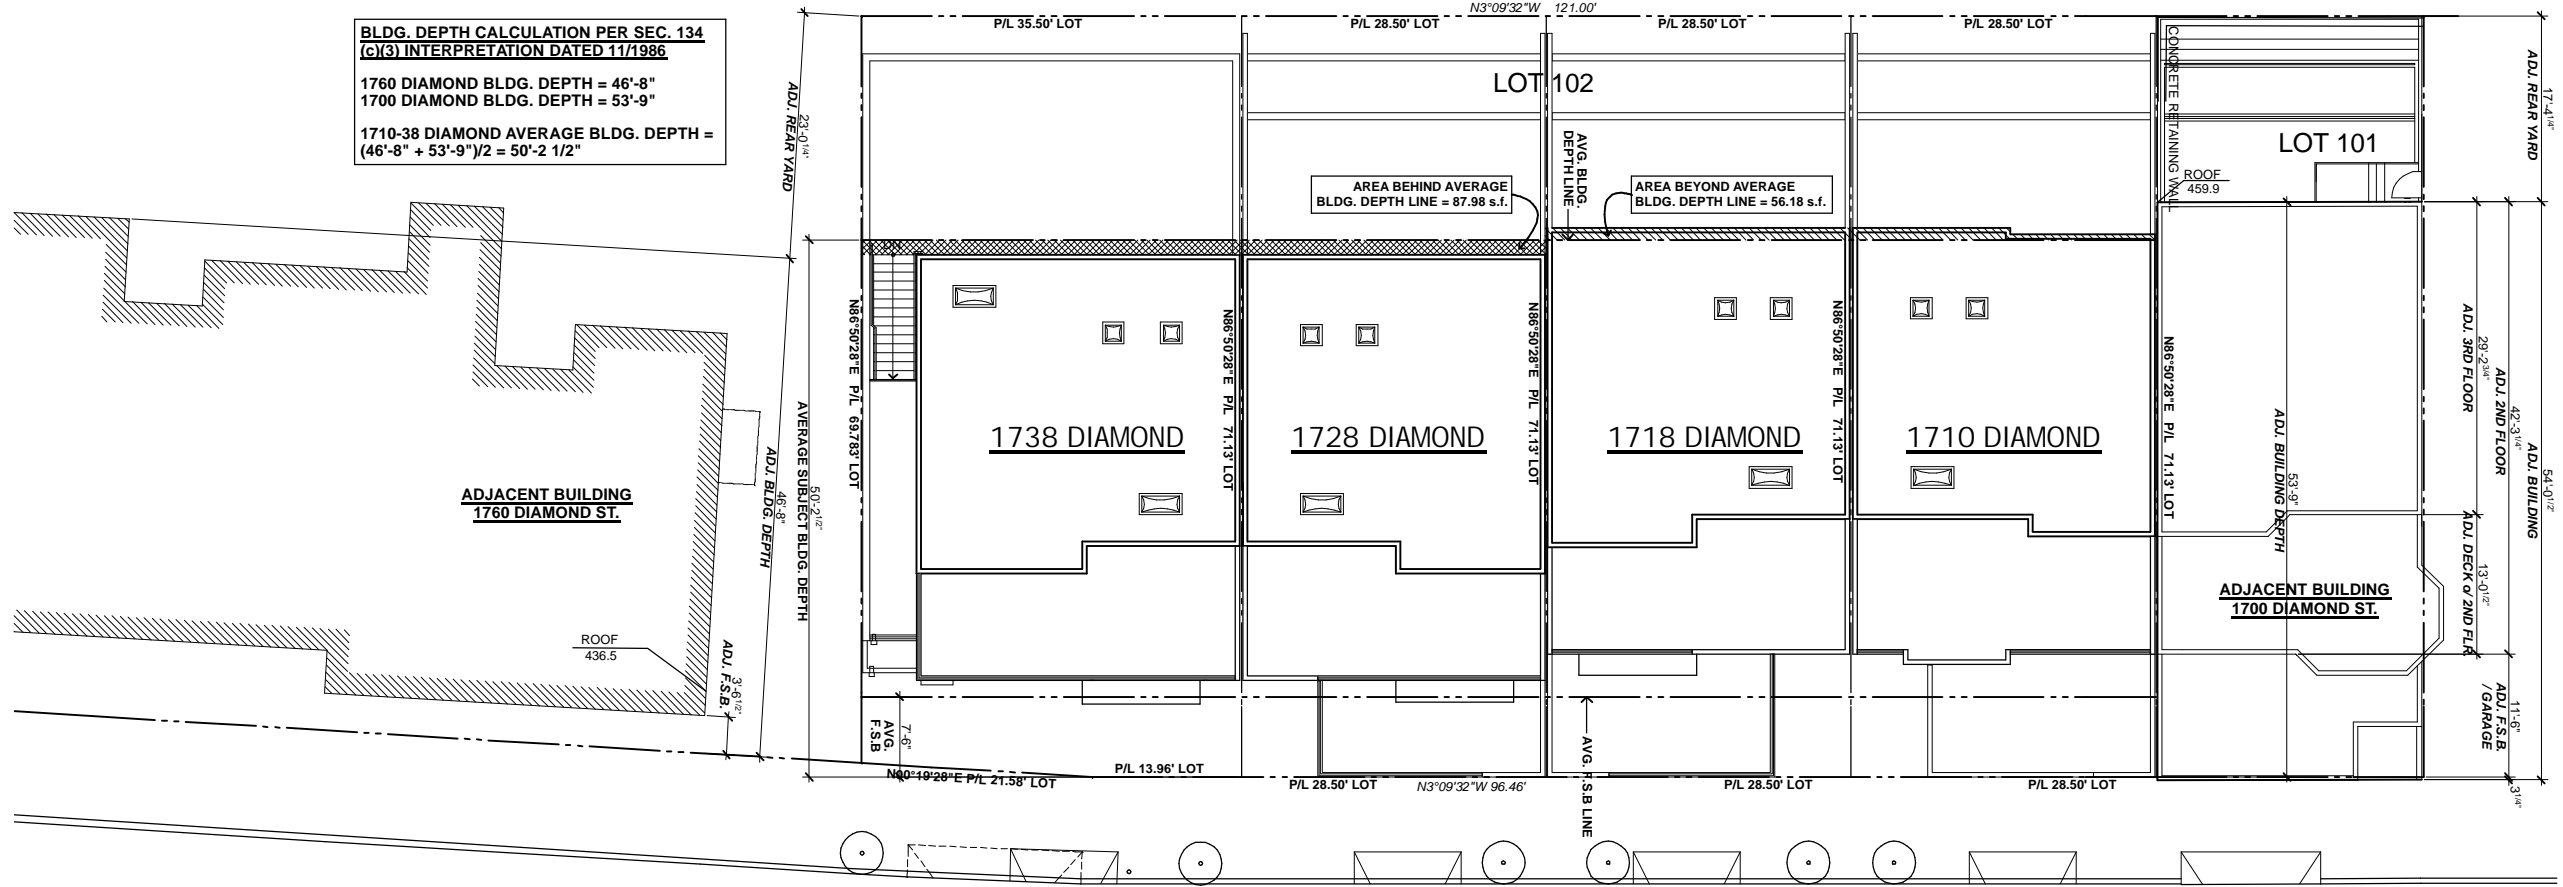 BLDG. DEPTH CALCULATION PER SEC. 134
(c)(3) INTERPRETATION DATED 11/1986
1760 DIAMOND BLDG. DEPTH = 46'-8"
1700 DIAMOND BLDG. DEPTH = 53'-9"
1710-38 DIAMOND AVERAGE BLDG. DEPTH =
(46'-8" + 53'-9")/2 = 50'-2 1/2"
N3°09'32"W 121.00'
P/L 35.50' LOT
P/L 28.50' LOT
P/L 28.50' LOT
P/L 28.50' LOT
LOT 102
LOT 101
CONCRETE RETAINING WALL
ROOF
459.9
ADJ. REAR YARD
23'-0 1/4"
ADJ. REAR YARD
17'-4 1/4"
AVG. BLDG.
DEPTH LINE
AREA BEHIND AVERAGE
BLDG. DEPTH LINE = 87.98 s.f.
AREA BEYOND AVERAGE
BLDG. DEPTH LINE = 56.18 s.f.
DN
N86°50'28"E P/L 69.783' LOT
N86°50'28"E P/L 71.13' LOT
N86°50'28"E P/L 71.13' LOT
N86°50'28"E P/L 71.13' LOT
N86°50'28"E P/L 71.13' LOT
1738 DIAMOND
1728 DIAMOND
1718 DIAMOND
1710 DIAMOND
ADJACENT BUILDING
1760 DIAMOND ST.
ROOF
436.5
ADJ. F.S.B.
3'-6 1/2"
ADJ. BLDG. DEPTH
46'-8"
AVERAGE SUBJECT BLDG. DEPTH
50'-2 1/2"
ADJ. BUILDING DEPTH
53'-9"
ADJACENT BUILDING
1700 DIAMOND ST.
ADJ. 3RD FLOOR
29'-2 3/4"
ADJ. 2ND FLOOR
42'-3 1/4"
ADJ. BUILDING
54'-0 1/2"
ADJ. DECK o/ 2ND FLR.
13'-0 1/2"
ADJ. F.S.B.
/ GARAGE
11'-6"
3 1/4"
AVG.
F.S.B
7'-6"
AVG. F.S.B LINE
N00°19'28"E P/L 21.58' LOT
P/L 13.96' LOT
P/L 28.50' LOT
N3°09'32"W 96.46'
P/L 28.50' LOT
P/L 28.50' LOT